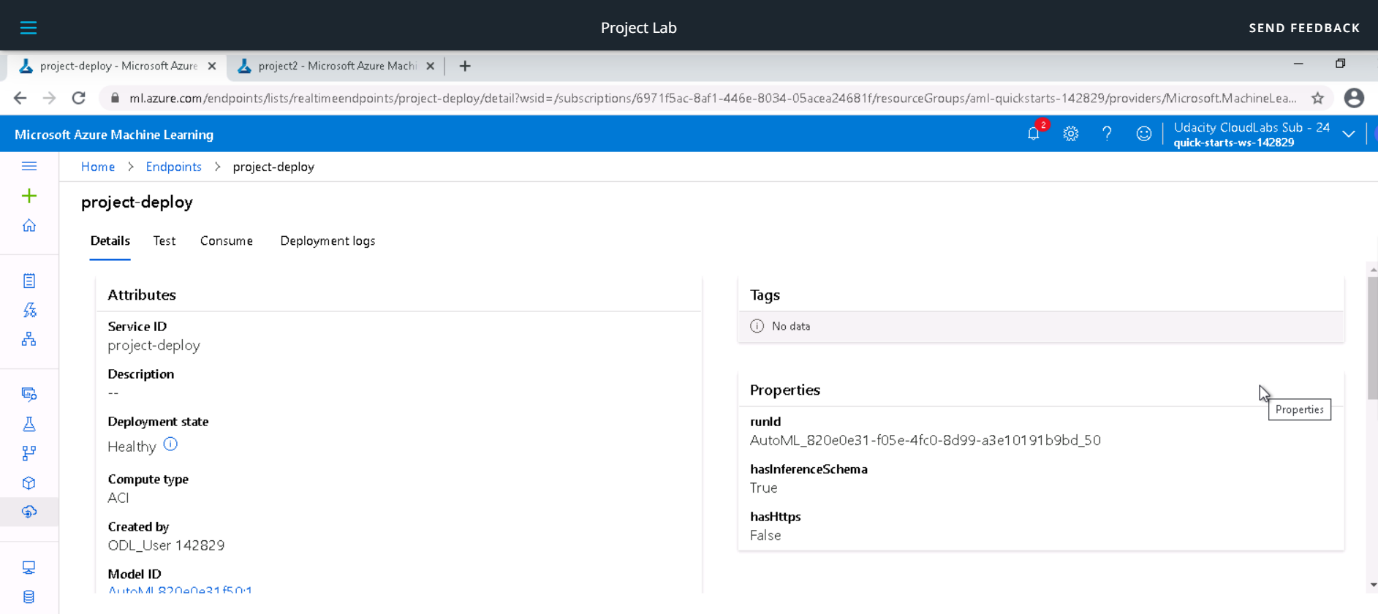 Project Lab
SEND FEEDBACK
project-deploy - Microsoft Azure
project2 - Microsoft Azure Machi
ml.azure.com/endpoints/lists/realtimeendpoints/project-deploy/detail?wsid=/subscriptions/6971f5ac-8af1-446e-8034-05acea24681f/resourceGroups/aml-quickstarts-142829/providers/Microsoft.MachineLea...
Microsoft Azure Machine Learning
2
Udacity CloudLabs Sub - 24
quick-starts-ws-142829
Home > Endpoints > project-deploy
project-deploy
Details Test Consume Deployment logs
Attributes
Service ID
project-deploy
Description
--
Deployment state
Healthy
Compute type
ACI
Created by
ODL_User 142829
Model ID
AutoML820e0e31f50:1
Tags
No data
Properties
Properties
runId
AutoML_820e0e31-f05e-4fc0-8d99-a3e10191b9bd_50
hasInferenceSchema
True
hasHttps
False